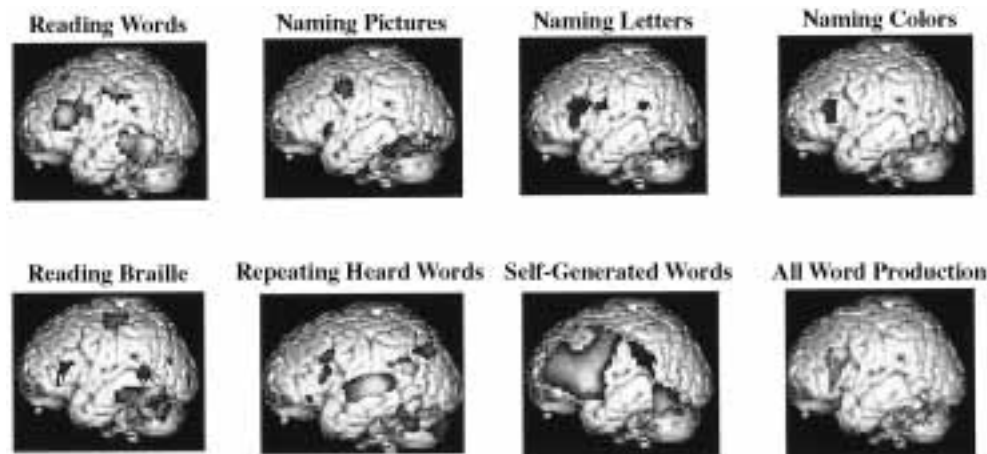 Reading Words
Naming Pictures
Naming Letters
Naming Colors
Reading Braille
Repeating Heard Words
Self-Generated Words
All Word Production